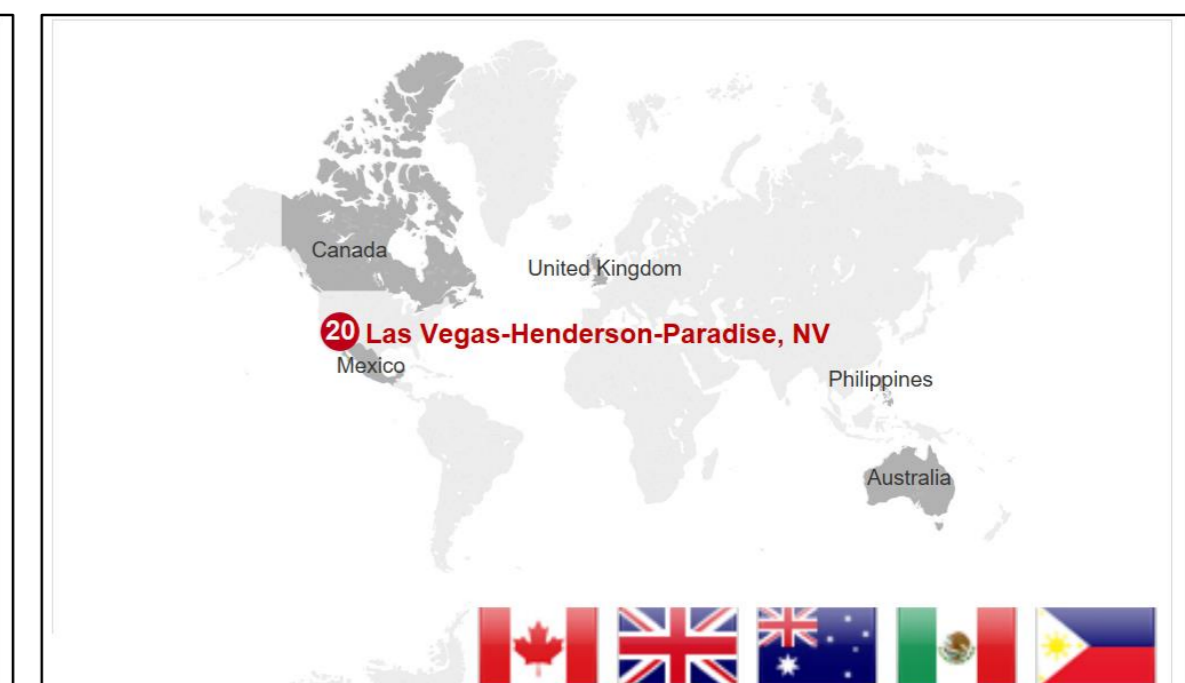 Canada
United Kingdom
20 Las Vegas-Henderson-Paradise, NV
Mexico
Philippines
Australia